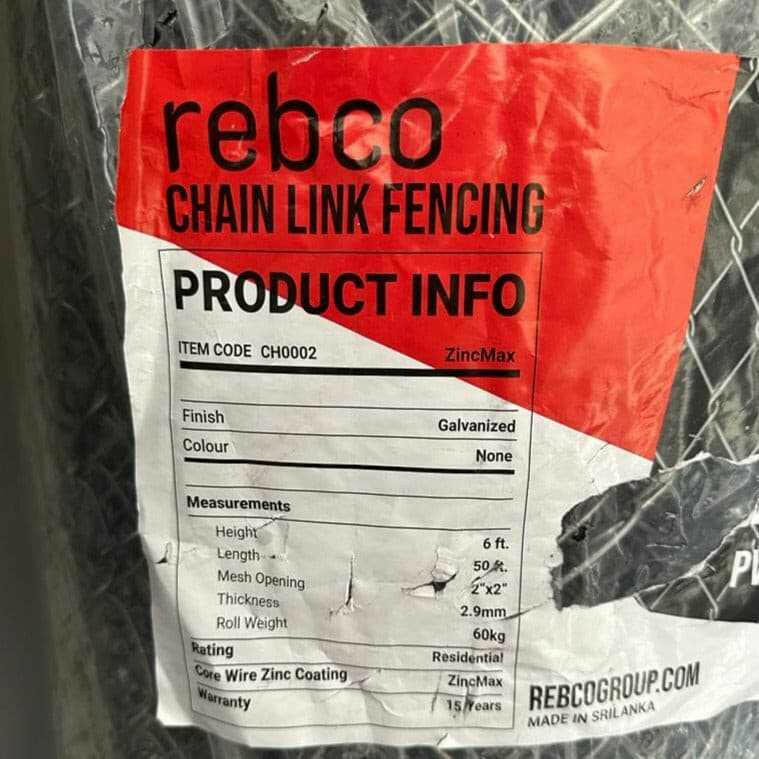 rebco
CHAIN LINK FENCING
PRODUCT INFO
ITEM CODE CH0002 ZincMax
Finish Galvanized
Colour None
Measurements
Height 6 ft.
Length 50 ft.
Mesh Opening 2"x2"
Thickness 2.9mm
Roll Weight 60kg
Rating Residential
Core Wire Zinc Coating ZincMax
Warranty 15 Years
REBCOGROUP.COM
MADE IN SRILANKA